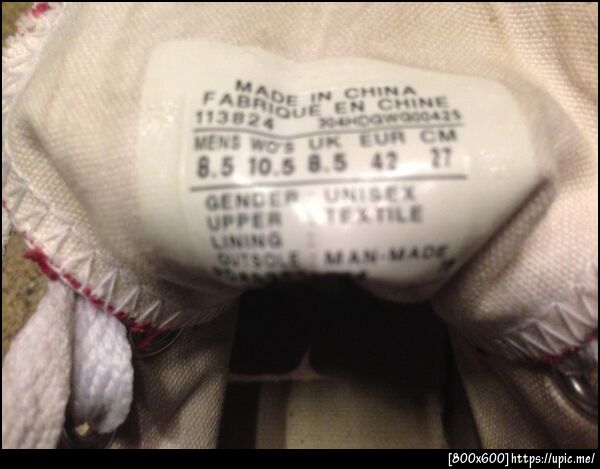 MADE IN CHINA
FABRIQUE EN CHINE
113824 304HDGWG00425
MENS WO'S UK EUR CM
8.5 10.5 8.5 42 27
GENDER : UNISEX
UPPER : TEXTILE
LINING :
OUTSOLE : MAN-MADE
[800x600]https://upic.me/